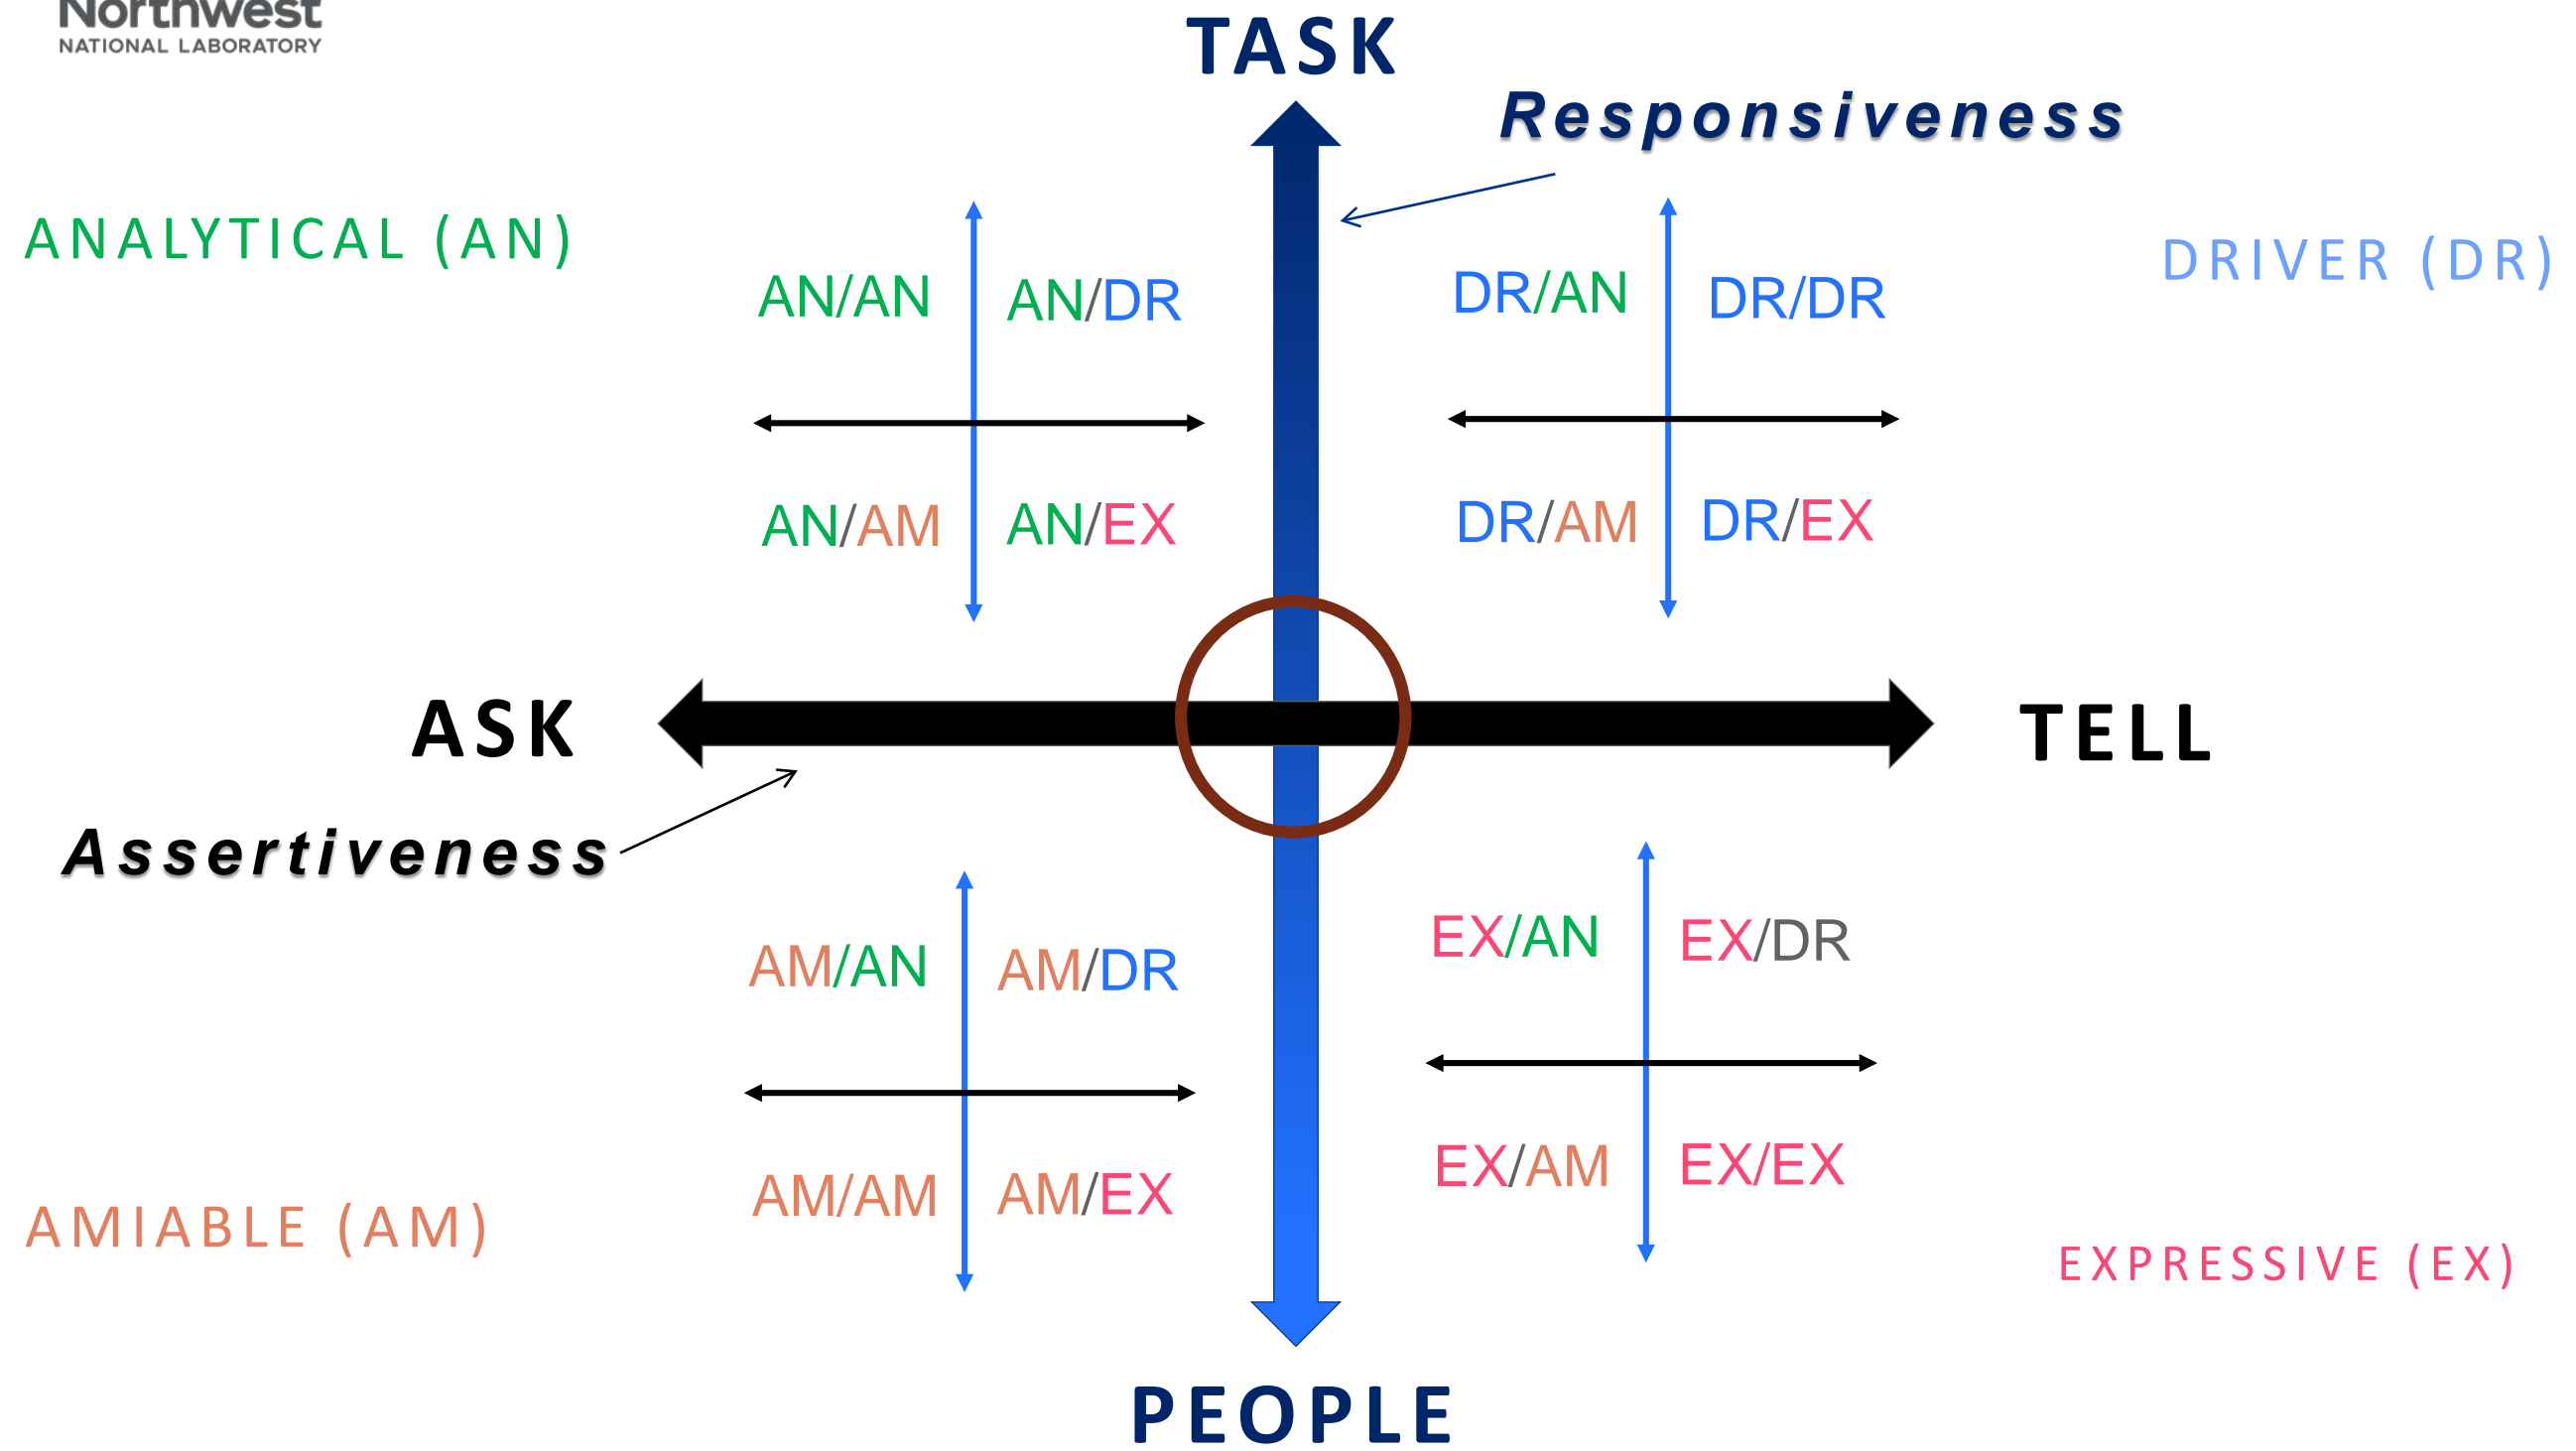 Northwest
NATIONAL LABORATORY
TASK
Responsiveness
ANALYTICAL (AN)
DRIVER (DR)
AN/AN AN/DR
DR/AN DR/DR
AN/AM AN/EX
DR/AM DR/EX
ASK
TELL
Assertiveness
AM/AN AM/DR
EX/AN EX/DR
AM/AM AM/EX
EX/AM EX/EX
AMIABLE (AM)
EXPRESSIVE (EX)
PEOPLE